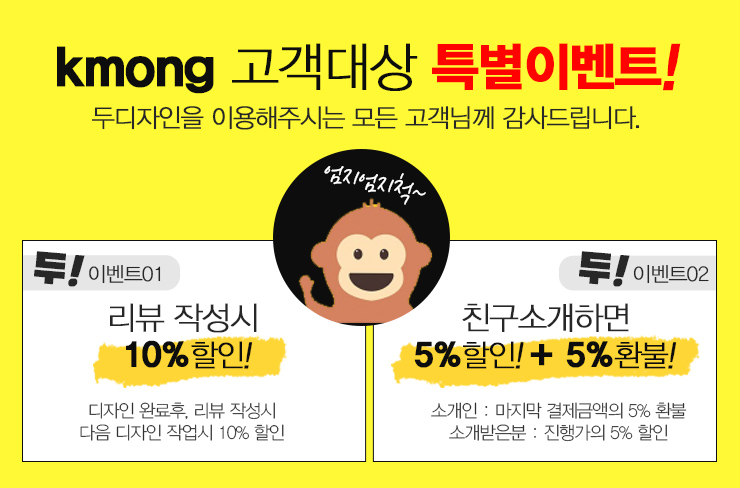 kmong 고객대상 특별이벤트!
두디자인을 이용해주시는 모든 고객님께 감사드립니다.
엄지엄지척~
두! 이벤트01
리뷰 작성시
10%할인!
디자인 완료후, 리뷰 작성시
다음 디자인 작업시 10% 할인
두! 이벤트02
친구소개하면
5%할인! + 5%환불!
소개인 : 마지막 결제금액의 5% 환불
소개받은분 : 진행가의 5% 할인